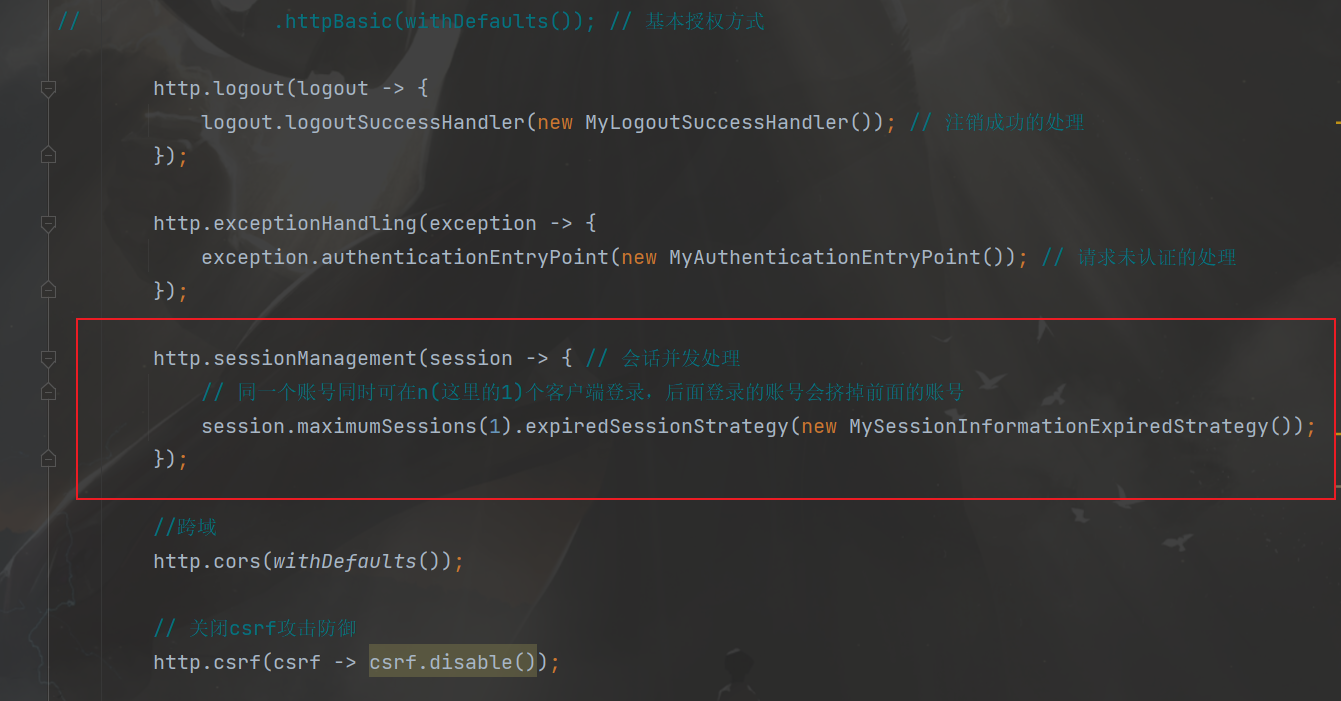 //                .httpBasic(withDefaults()); // 基本授权方式
http.logout(logout -> {
    logout.logoutSuccessHandler(new MyLogoutSuccessHandler()); // 注销成功的处理
});
http.exceptionHandling(exception -> {
    exception.authenticationEntryPoint(new MyAuthenticationEntryPoint()); // 请求未认证的处理
});
http.sessionManagement(session -> { // 会话并发处理
    // 同一个账号同时可在n(这里的1)个客户端登录，后面登录的账号会挤掉前面的账号
    session.maximumSessions(1).expiredSessionStrategy(new MySessionInformationExpiredStrategy());
});
//跨域
http.cors(withDefaults());
// 关闭csrf攻击防御
http.csrf(csrf -> csrf.disable());